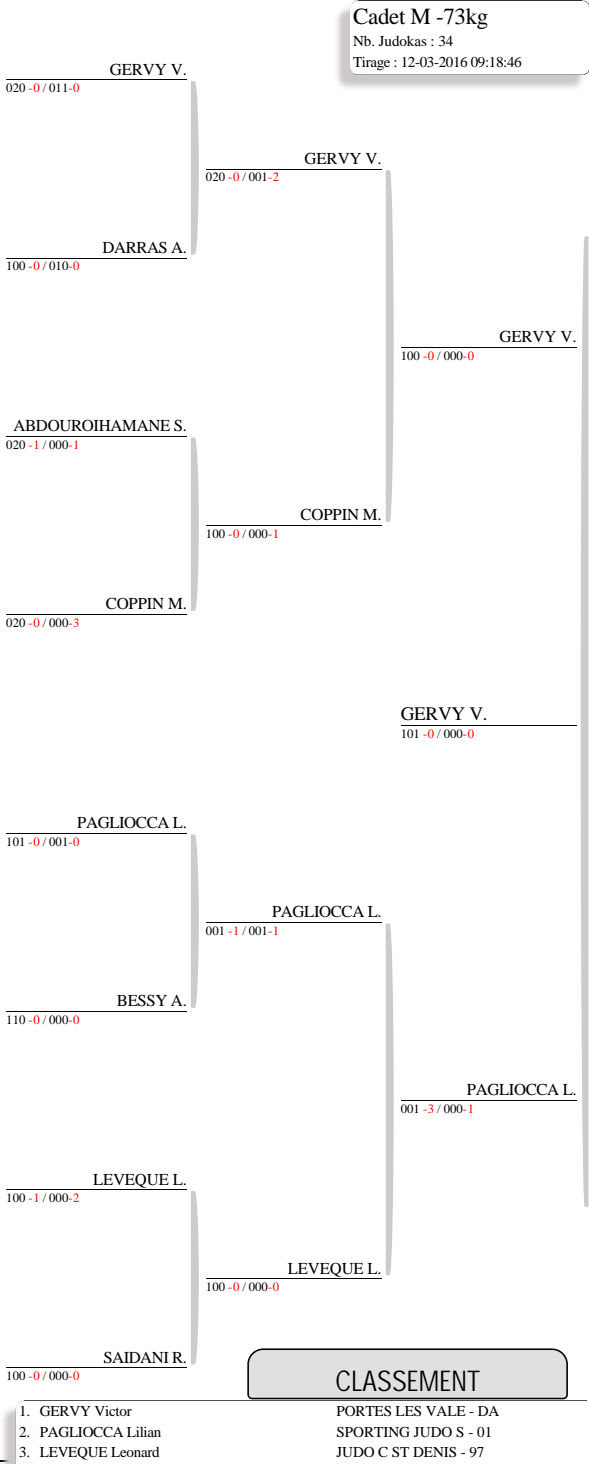 Cadet M -73kg
Nb. Judokas : 34
Tirage : 12-03-2016 09:18:46
GERVY V.
020 -0 / 011-0
GERVY V.
020 -0 / 001-2
DARRAS A.
100 -0 / 010-0
GERVY V.
100 -0 / 000-0
ABDOUROIHAMANE S.
020 -1 / 000-1
COPPIN M.
100 -0 / 000-1
COPPIN M.
020 -0 / 000-3
GERVY V.
101 -0 / 000-0
PAGLIOCCA L.
101 -0 / 001-0
PAGLIOCCA L.
001 -1 / 001-1
BESSY A.
110 -0 / 000-0
PAGLIOCCA L.
001 -3 / 000-1
LEVEQUE L.
100 -1 / 000-2
LEVEQUE L.
100 -0 / 000-0
SAIDANI R.
100 -0 / 000-0
CLASSEMENT
1. GERVY Victor PORTES LES VALE - DA
2. PAGLIOCCA Lilian SPORTING JUDO S - 01
3. LEVEQUE Leonard JUDO C ST DENIS - 97